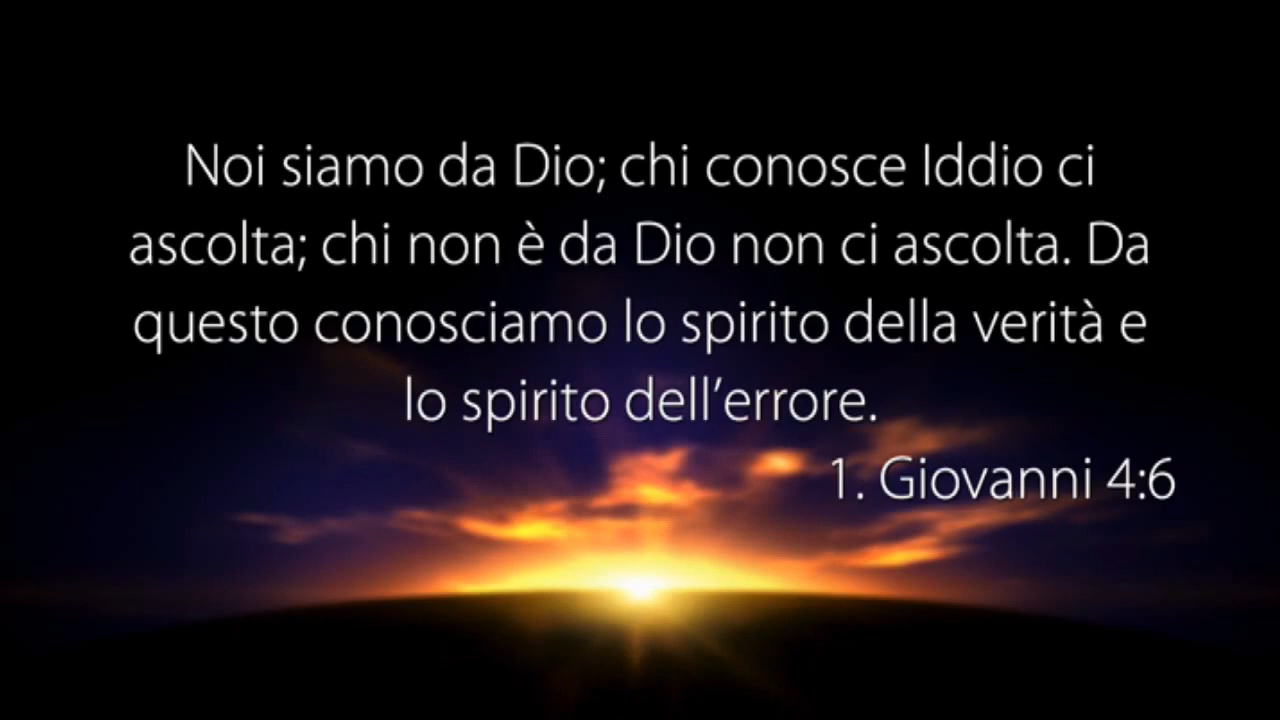 Noi siamo da Dio; chi conosce Iddio ci
ascolta; chi non è da Dio non ci ascolta. Da
questo conosciamo lo spirito della verità e
lo spirito dell’errore.
1. Giovanni 4:6